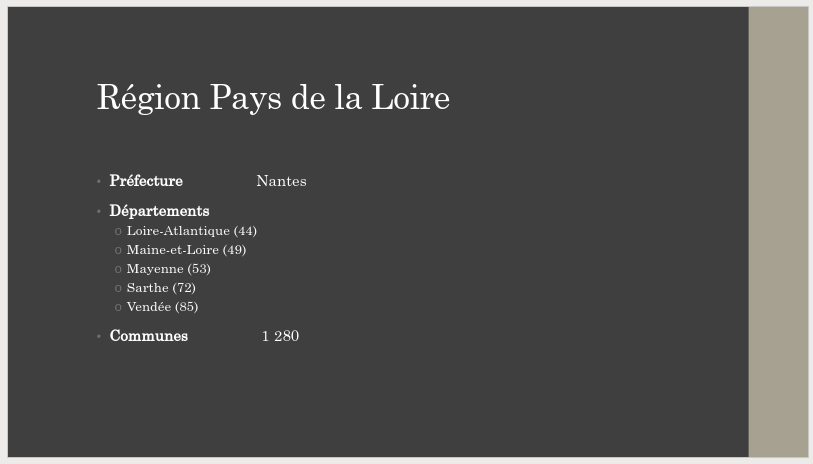 Région Pays de la Loire
• Préfecture Nantes
• Départements
o Loire-Atlantique (44)
o Maine-et-Loire (49)
o Mayenne (53)
o Sarthe (72)
o Vendée (85)
• Communes 1 280